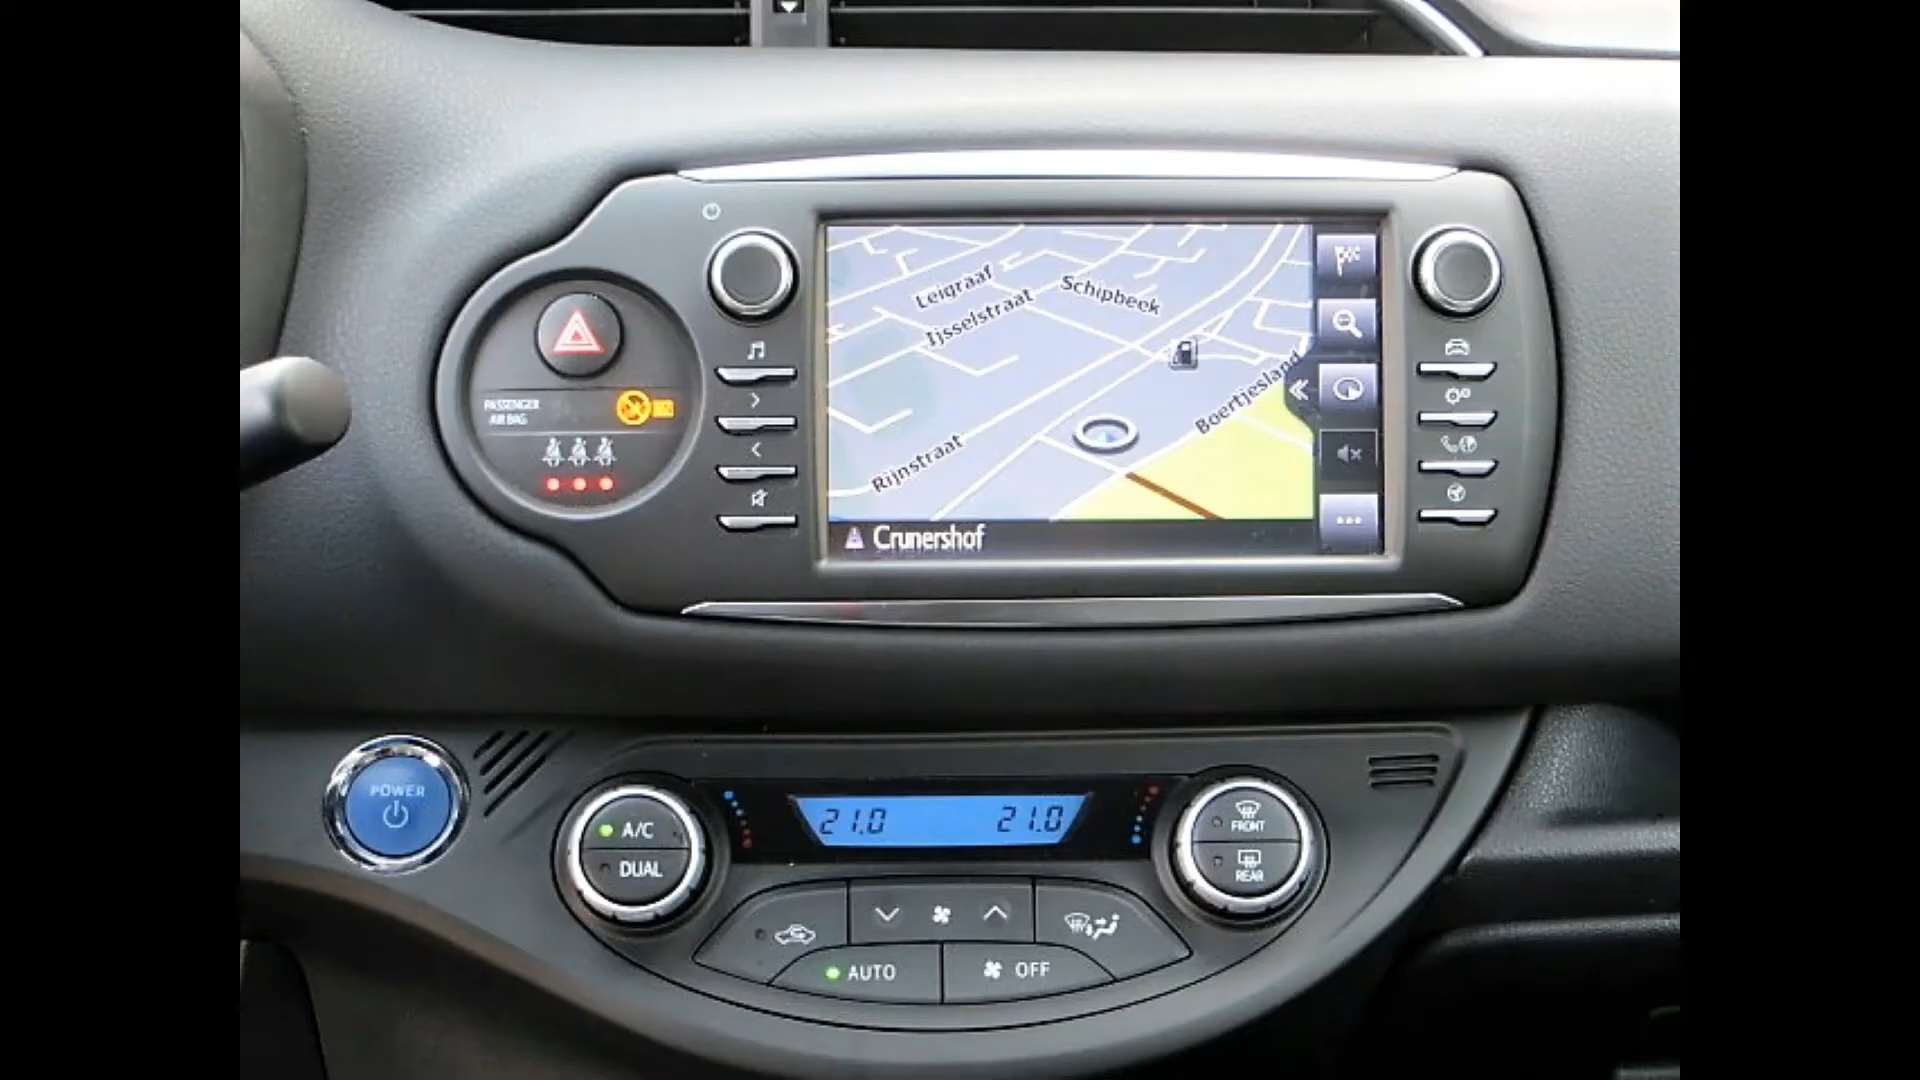 Leigraaf
Ijsselstraat
Schipbeek
Boertjesland
Rijnstraat
Crunershof
PASSENGER
AIR BAG
POWER
A/C
DUAL
21.0
21.0
FRONT
REAR
AUTO
OFF